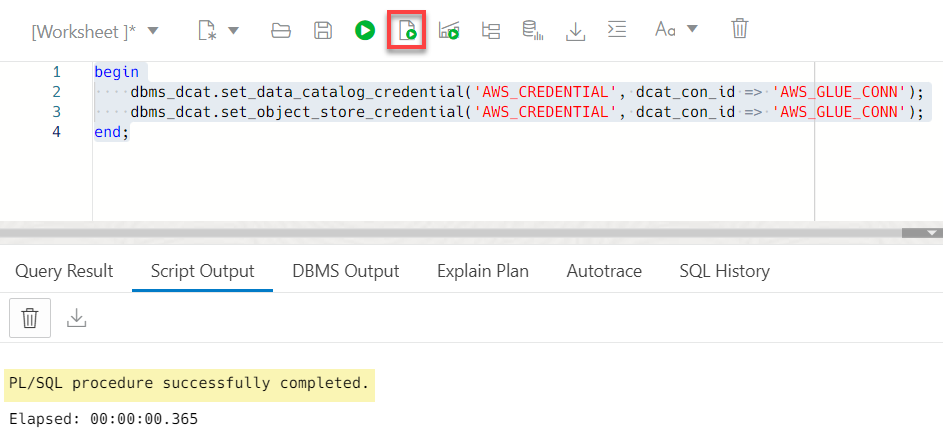 [Worksheet ]*
Aa
1 begin
2 dbms_dcat.set_data_catalog_credential('AWS_CREDENTIAL', dcat_con_id => 'AWS_GLUE_CONN');
3 dbms_dcat.set_object_store_credential('AWS_CREDENTIAL', dcat_con_id => 'AWS_GLUE_CONN');
4 end;
Query Result Script Output DBMS Output Explain Plan Autotrace SQL History
PL/SQL procedure successfully completed.
Elapsed: 00:00:00.365